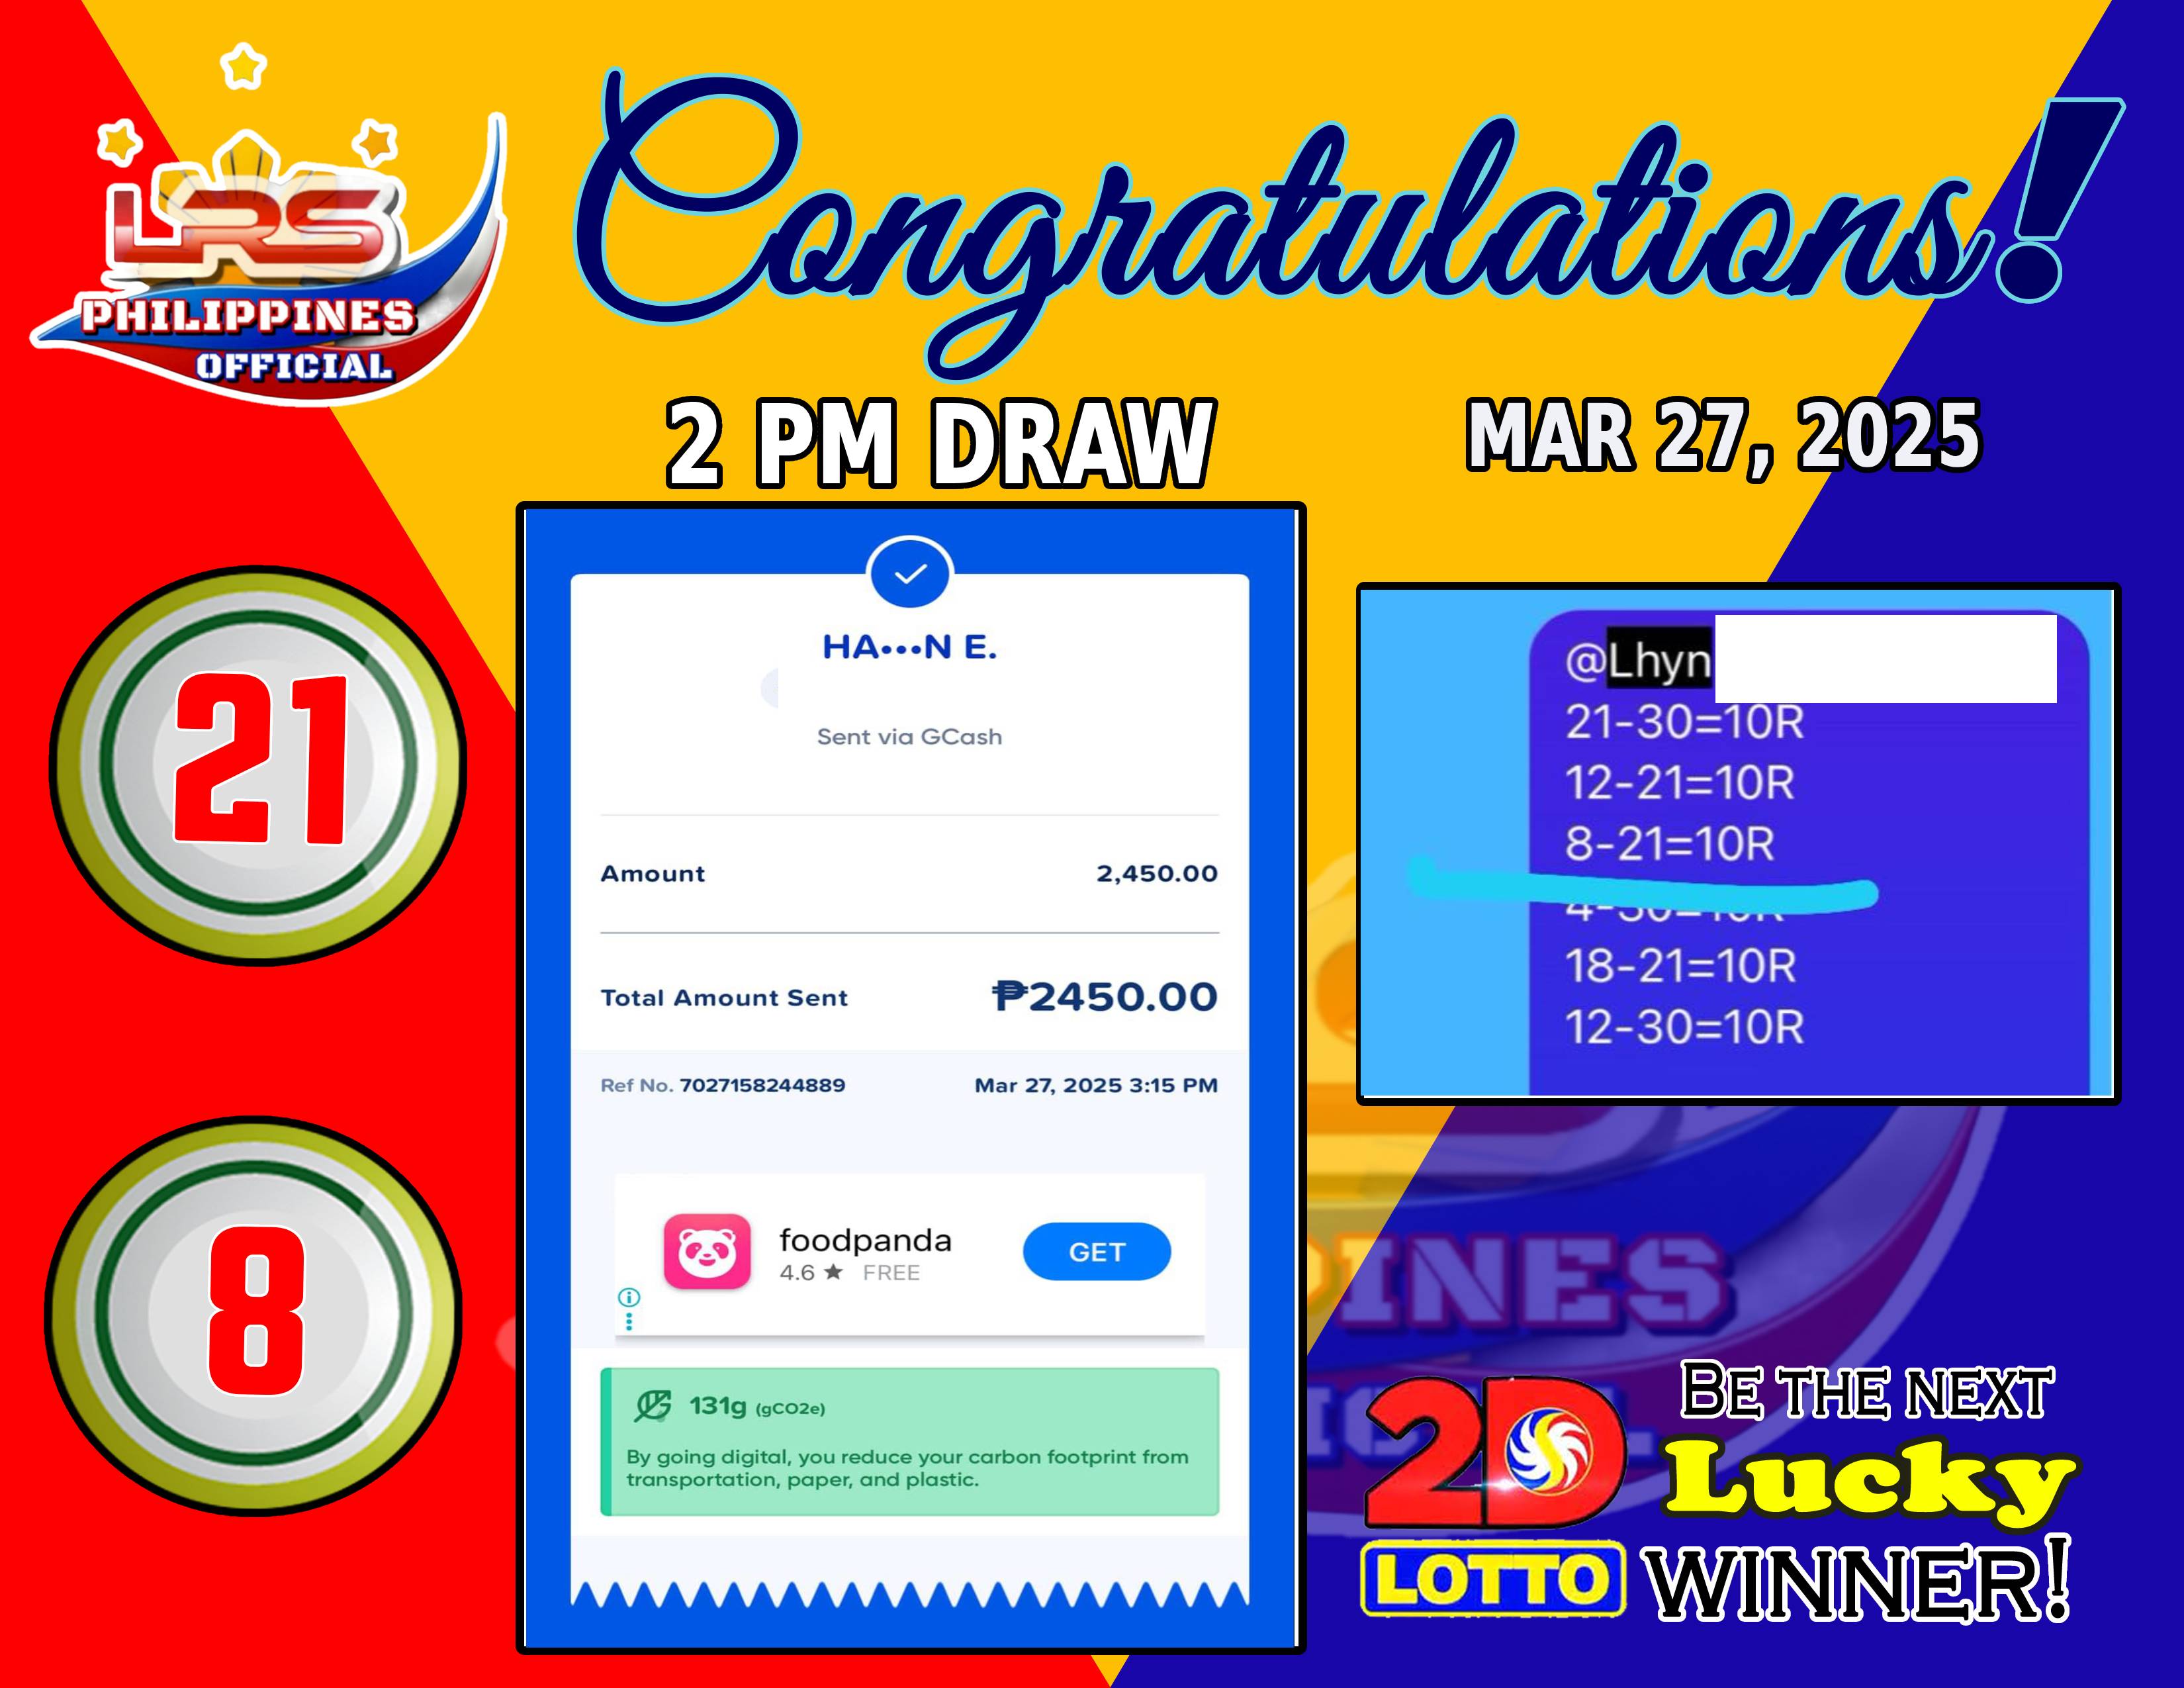 LRS
PHILIPPINES
OFFICIAL
Congratulations!
2 PM DRAW
MAR 27, 2025
21
8
HA•••N E.
Sent via GCash
Amount 2,450.00
Total Amount Sent ₱2450.00
Ref No. 7027158244889 Mar 27, 2025 3:15 PM
foodpanda
4.6 ★ FREE
GET
131g (gCO2e)
By going digital, you reduce your carbon footprint from
transportation, paper, and plastic.
@Lhyn
21-30=10R
12-21=10R
8-21=10R
4-30=10R
18-21=10R
12-30=10R
PINES
2D
LOTTO
BE THE NEXT
Lucky
WINNER!